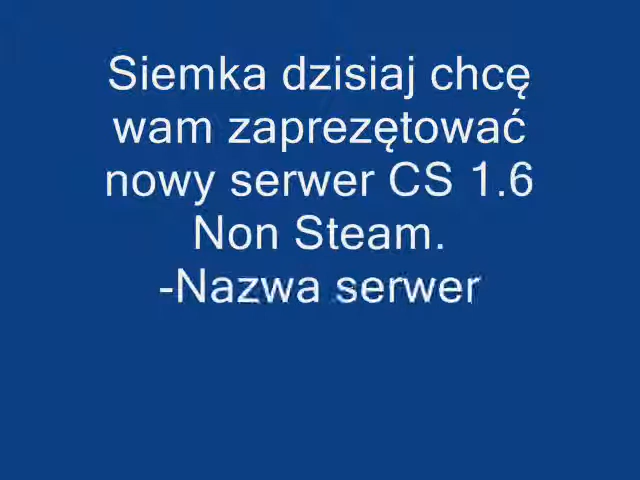 Siemka dzisiaj chcę
wam zaprezętować
nowy serwer CS 1.6
Non Steam.
-Nazwa serwer